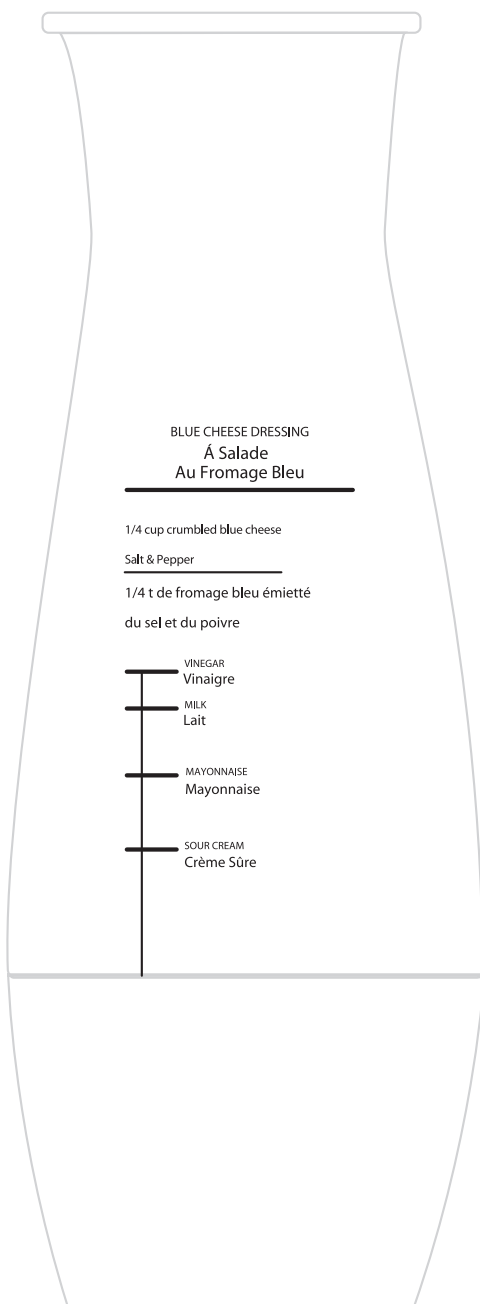 BLUE CHEESE DRESSING
Á Salade
Au Fromage Bleu
1/4 cup crumbled blue cheese
Salt & Pepper
1/4 t de fromage bleu émietté
du sel et du poivre
VINEGAR
Vinaigre
MILK
Lait
MAYONNAISE
Mayonnaise
SOUR CREAM
Crème Sûre